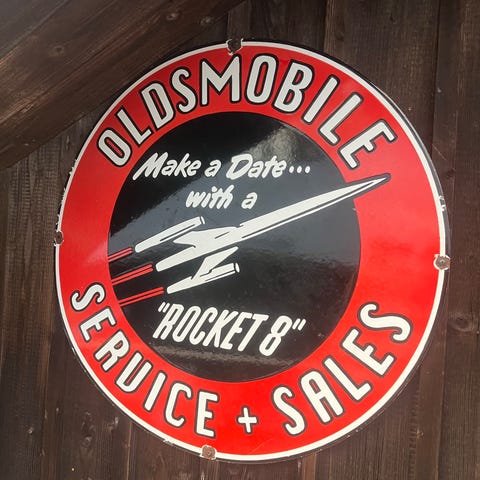 OLDSMOBILE
Make a Date...
with a
"ROCKET 8"
SERVICE + SALES